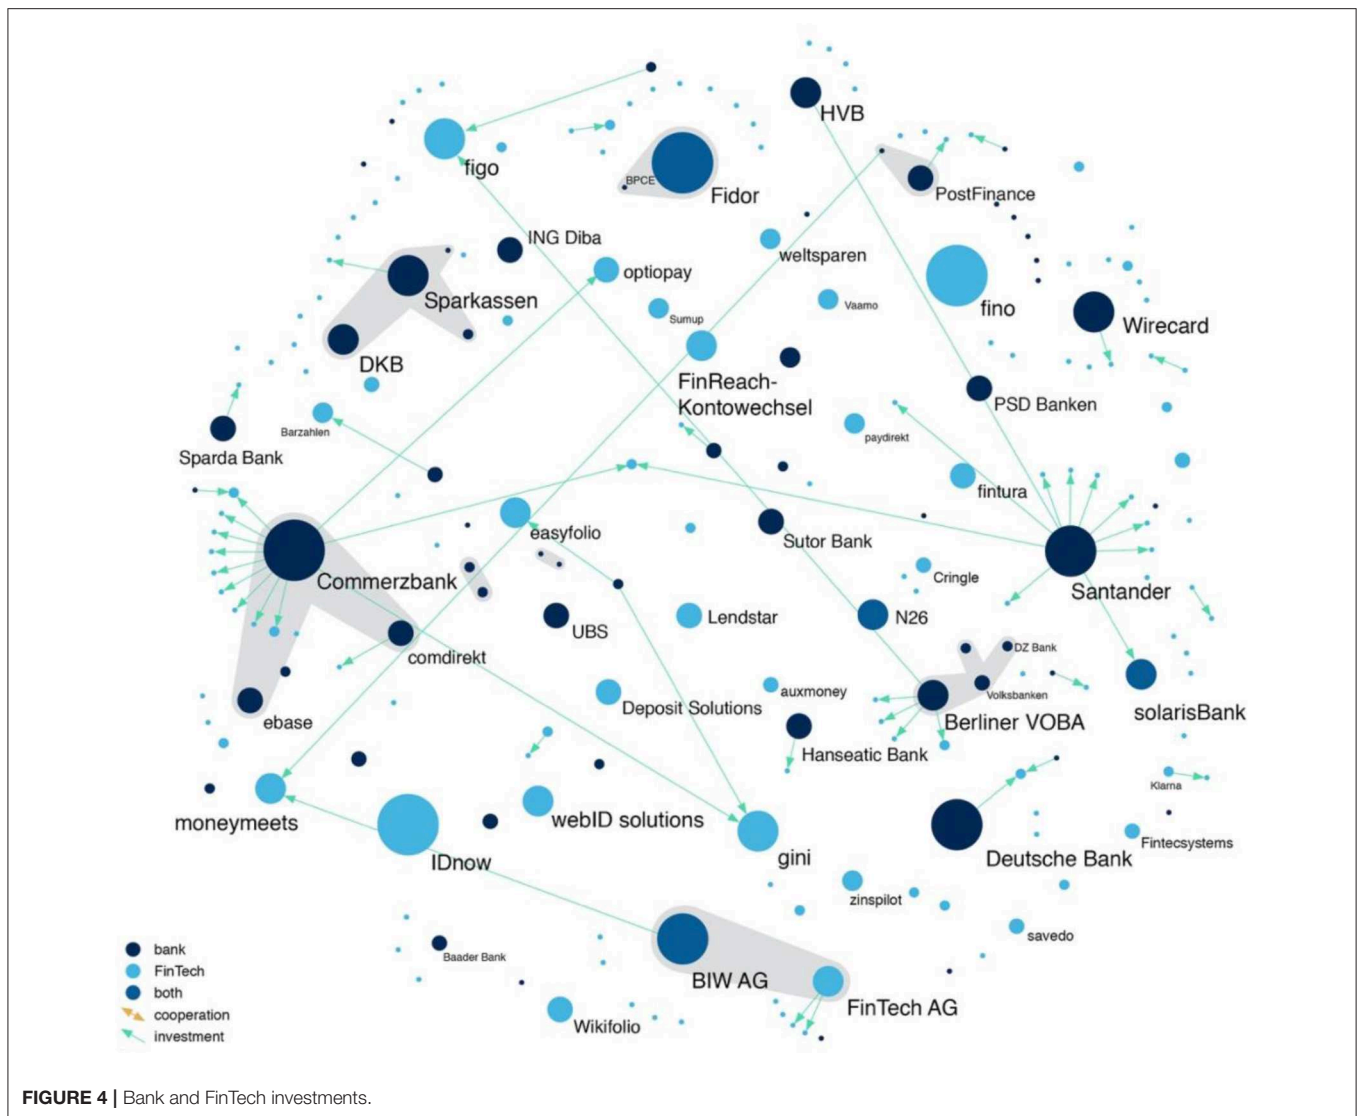 HVB
figo
BPCE
Fidor
PostFinance
ING Diba
weltsparen
optiopay
Sparkassen
Vaamo
fino
Sumup
Wirecard
DKB
FinReach-
Kontowechsel
PSD Banken
Barzahlen
paydirekt
Sparda Bank
fintura
easyfolio
Sutor Bank
Commerzbank
Cringle
Santander
Lendstar
N26
UBS
comdirekt
DZ Bank
auxmoney
Volksbanken
Deposit Solutions
solarisBank
ebase
Berliner VOBA
Hanseatic Bank
Klarna
moneymeets
webID solutions
Fintecsystems
IDnow
gini
Deutsche Bank
zinspilot
savedo
bank
Baader Bank
FinTech
BIW AG
both
FinTech AG
cooperation
Wikifolio
investment
FIGURE 4 | Bank and FinTech investments.